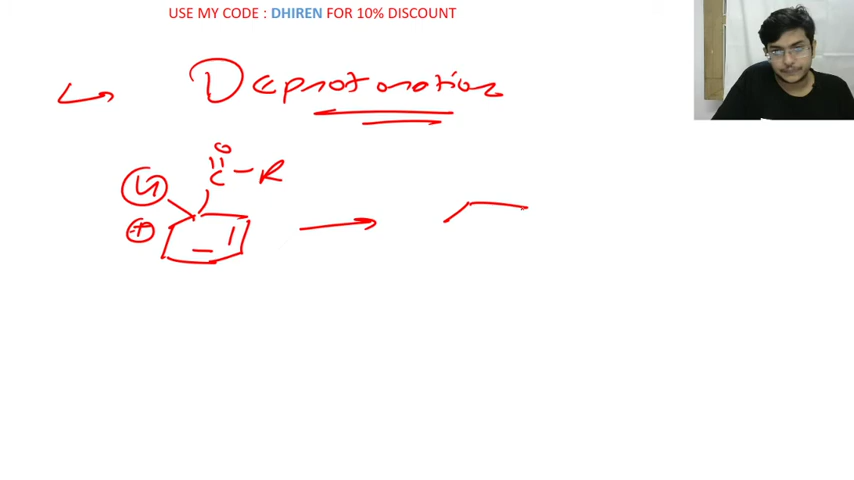 USE MY CODE : DHIREN FOR 10% DISCOUNT
Deprotonation
O
C - R
H
+